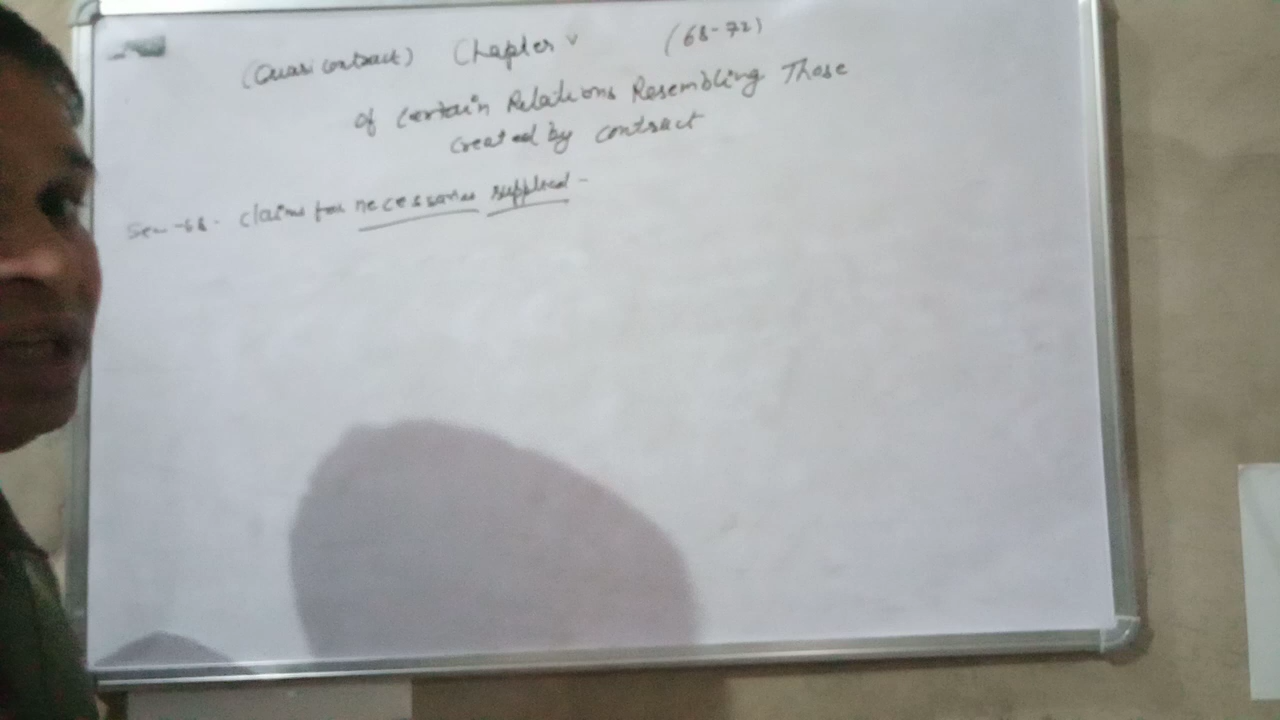 (Quasi contract) Chapter V (68-72)
of certain Relations Resembling Those
created by contract
Sec-68- claims for necessaries supplied-